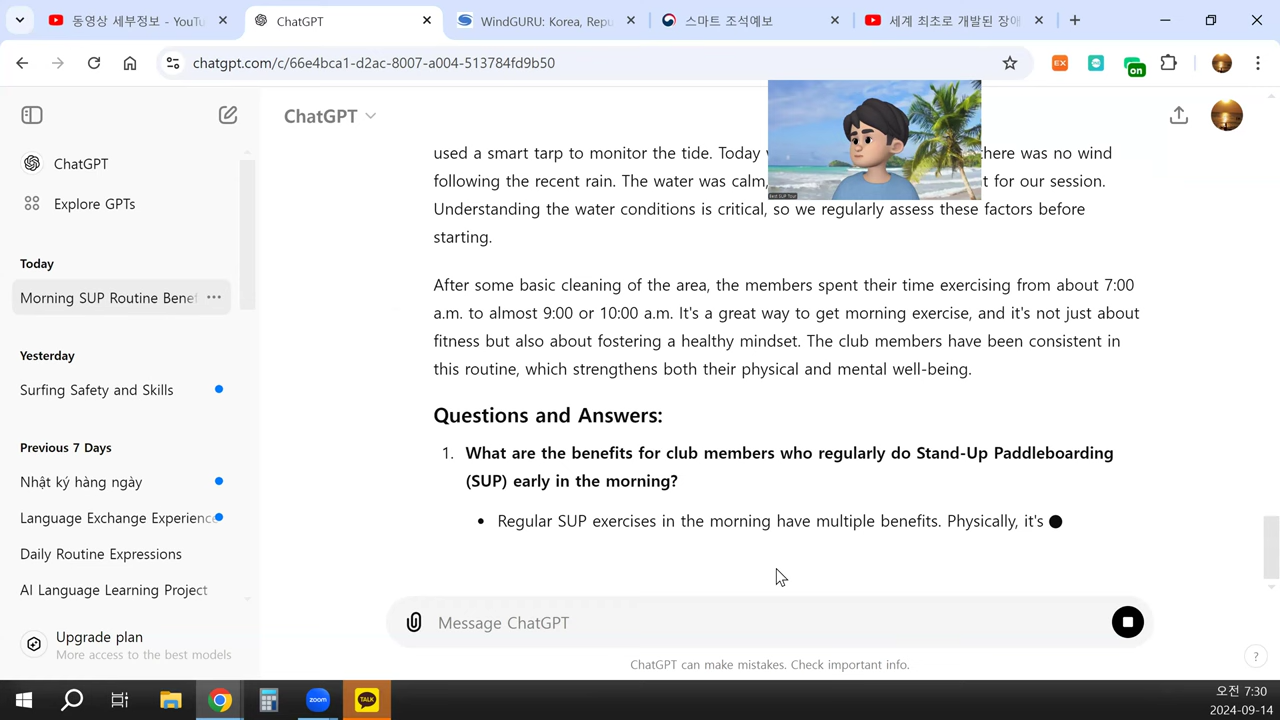 동영상 세부정보 - YouTu
ChatGPT
WindGURU: Korea, Repu
스마트 조석예보
세계 최초로 개발된 장애
chatgpt.com/c/66e4bca1-d2ac-8007-a004-513784fd9b50
EX
on
ChatGPT
Explore GPTs
Today
Morning SUP Routine Bene
Yesterday
Surfing Safety and Skills
Previous 7 Days
Nhật ký hàng ngày
Language Exchange Experience
Daily Routine Expressions
AI Language Learning Project
Upgrade plan
More access to the best models
ChatGPT
used a smart tarp to monitor the tide. Today there was no wind
following the recent rain. The water was calm, t for our session.
Understanding the water conditions is critical, so we regularly assess these factors before
starting.
After some basic cleaning of the area, the members spent their time exercising from about 7:00
a.m. to almost 9:00 or 10:00 a.m. It's a great way to get morning exercise, and it's not just about
fitness but also about fostering a healthy mindset. The club members have been consistent in
this routine, which strengthens both their physical and mental well-being.
Questions and Answers:
1. What are the benefits for club members who regularly do Stand-Up Paddleboarding
(SUP) early in the morning?
• Regular SUP exercises in the morning have multiple benefits. Physically, it's
Message ChatGPT
ChatGPT can make mistakes. Check important info.
?
zoom
TALK
오전 7:30
2024-09-14